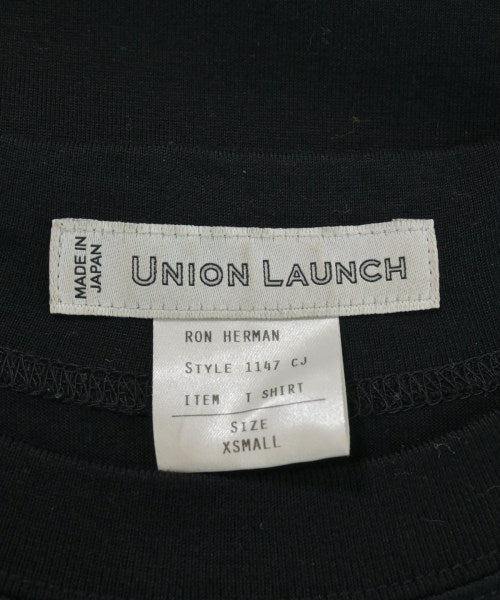 MADE IN
JAPAN
UNION LAUNCH
RON HERMAN
STYLE 1147 CJ
ITEM T SHIRT
SIZE
XSMALL